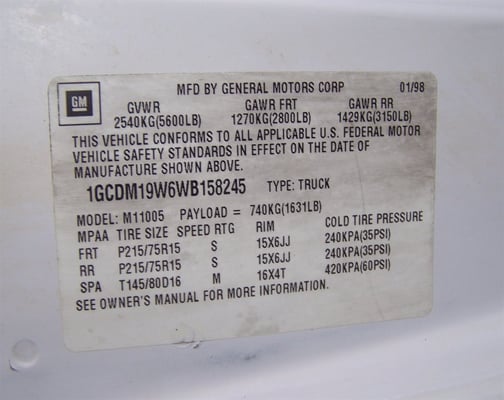 GM
MFD BY GENERAL MOTORS CORP 01/98
GVWR GAWR FRT GAWR RR
2540KG(5600LB) 1270KG(2800LB) 1429KG(3150LB)
THIS VEHICLE CONFORMS TO ALL APPLICABLE U.S. FEDERAL MOTOR
VEHICLE SAFETY STANDARDS IN EFFECT ON THE DATE OF
MANUFACTURE SHOWN ABOVE.
1GCDM19W6WB158245 TYPE: TRUCK
MODEL: M11005 PAYLOAD = 740KG(1631LB)
MPAA TIRE SIZE SPEED RTG RIM COLD TIRE PRESSURE
FRT P215/75R15 S 15X6JJ 240KPA(35PSI)
RR P215/75R15 S 15X6JJ 240KPA(35PSI)
SPA T145/80D16 M 16X4T 420KPA(60PSI)
SEE OWNER'S MANUAL FOR MORE INFORMATION.